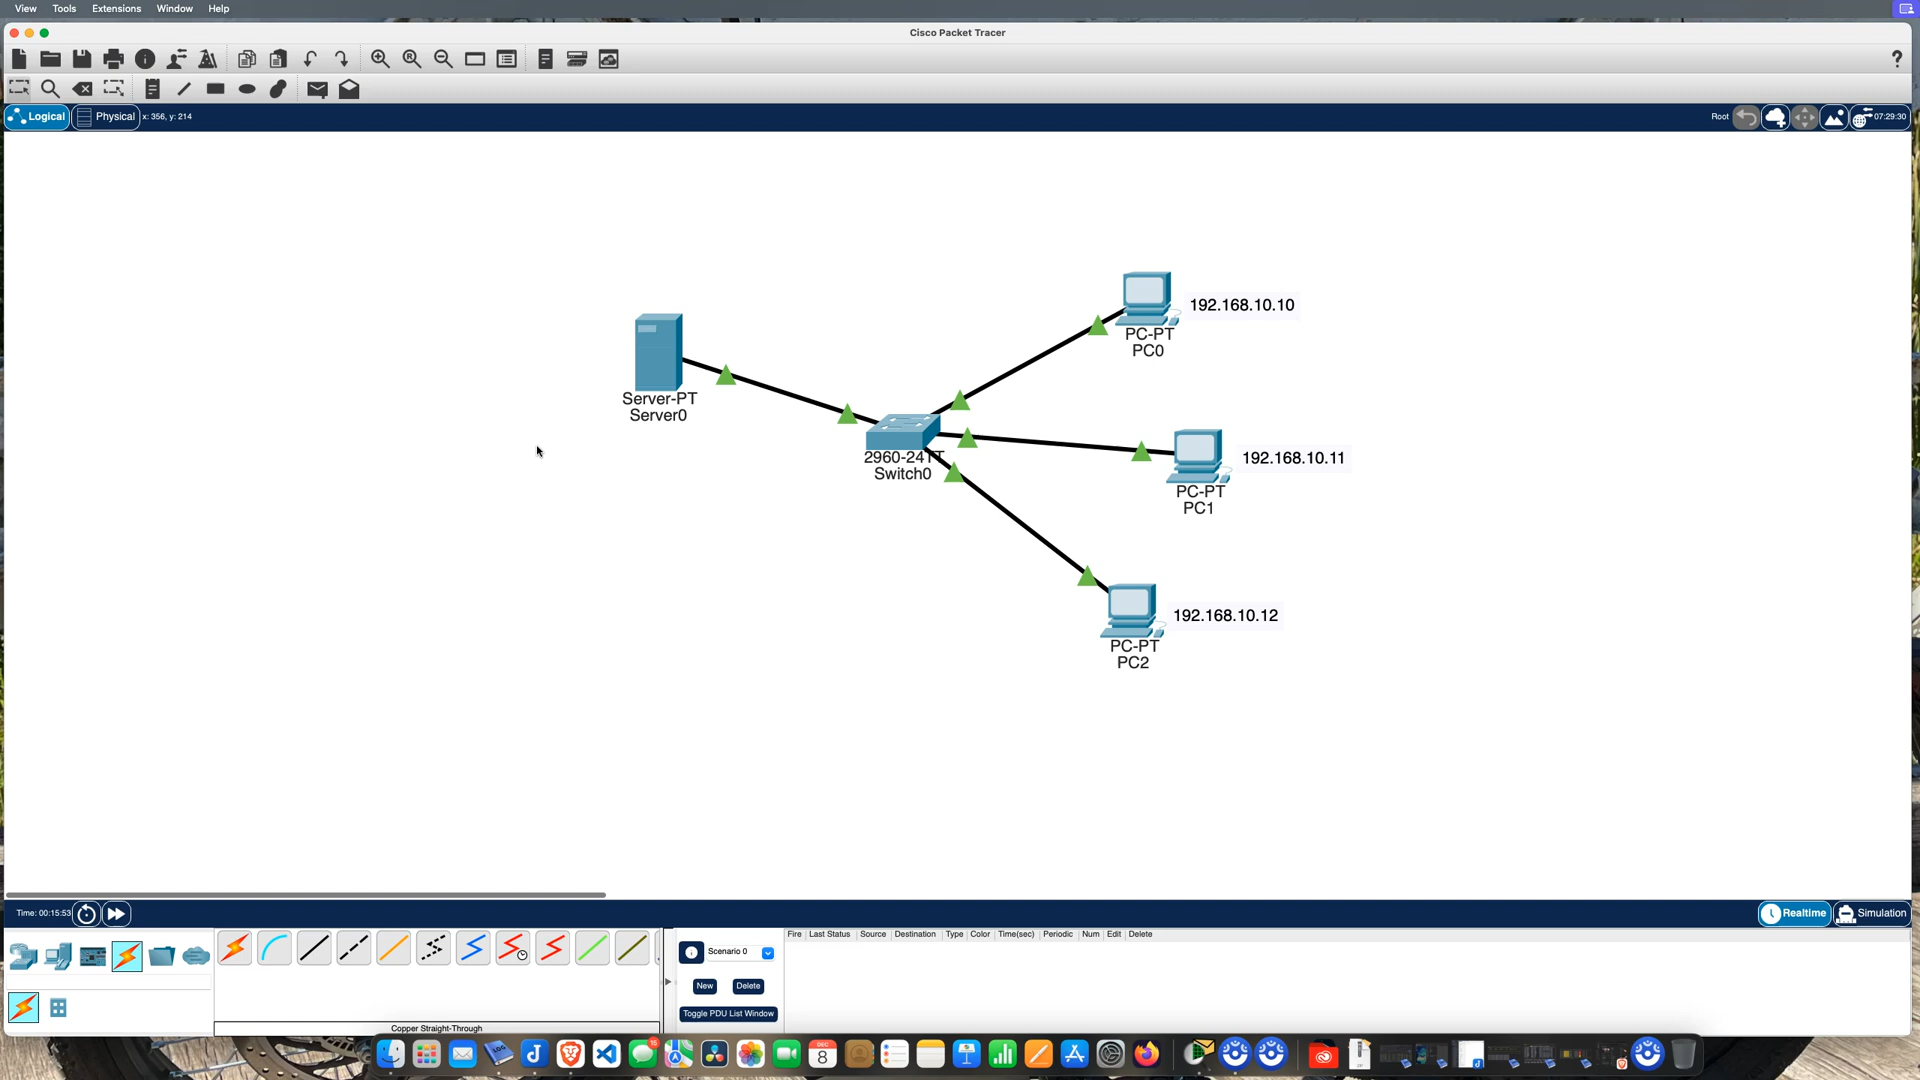 View Tools Extensions Window Help
Cisco Packet Tracer
?
Logical Physical x: 356, y: 214 Root 07:29:30
192.168.10.10
PC-PT
PC0
Server-PT
Server0
2960-24TT
Switch0
192.168.10.11
PC-PT
PC1
192.168.10.12
PC-PT
PC2
Time: 00:15:53 Realtime Simulation
Fire Last Status Source Destination Type Color Time(sec) Periodic Num Edit Delete
Scenario 0
New Delete
Toggle PDU List Window
Copper Straight-Through
15
DEC
8